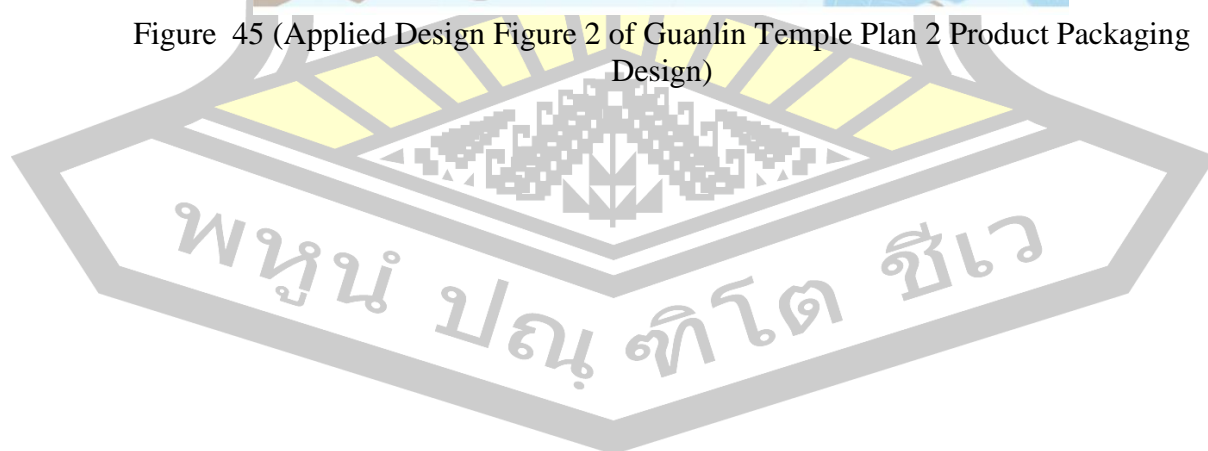 Figure  45 (Applied Design Figure 2 of Guanlin Temple Plan 2 Product Packaging
Design)
พหูนํ ปณฺฑิโต ชีเว